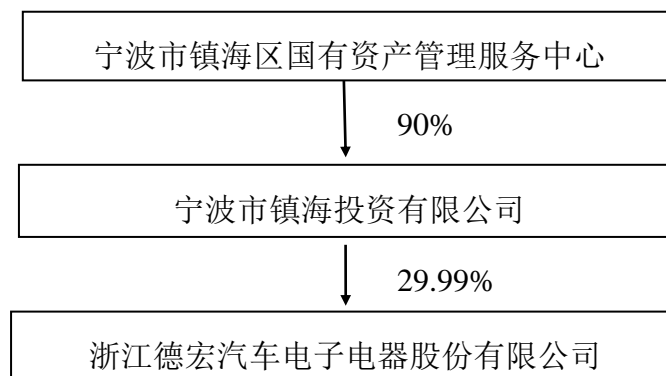 宁波市镇海区国有资产管理服务中心
90%
宁波市镇海投资有限公司
29.99%
浙江德宏汽车电子电器股份有限公司